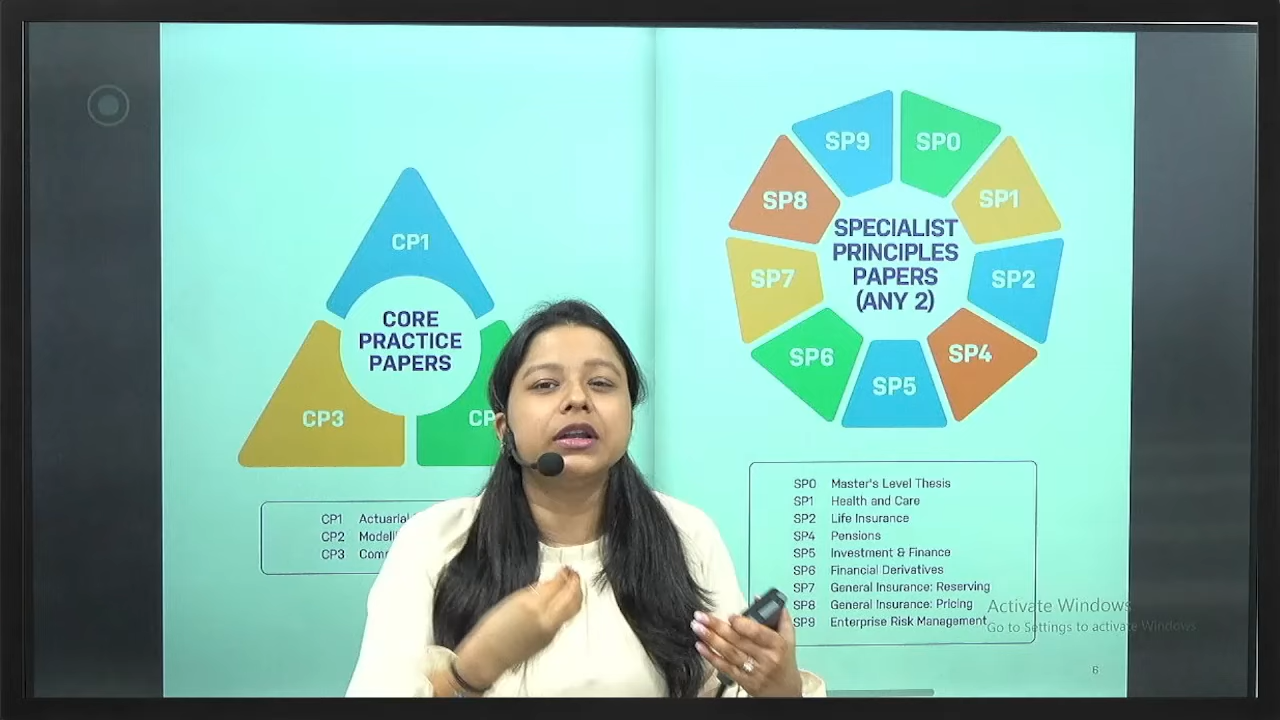 CP1
CORE
PRACTICE
PAPERS
CP3
CP1
CP2
CP3
Actuarial
SP9
SP0
SP8
SP1
SPECIALIST
PRINCIPLES
PAPERS
(ANY 2)
SP7
SP2
SP6
SP4
SP5
SP0 Master's Level Thesis
SP1 Health and Care
SP2 Life Insurance
SP4 Pensions
SP5 Investment & Finance
SP6 Financial Derivatives
SP7 General Insurance: Reserving
SP8 General Insurance: Pricing
SP9 Enterprise Risk Management
Activate Windows
Go to Settings to activate Windows.
6